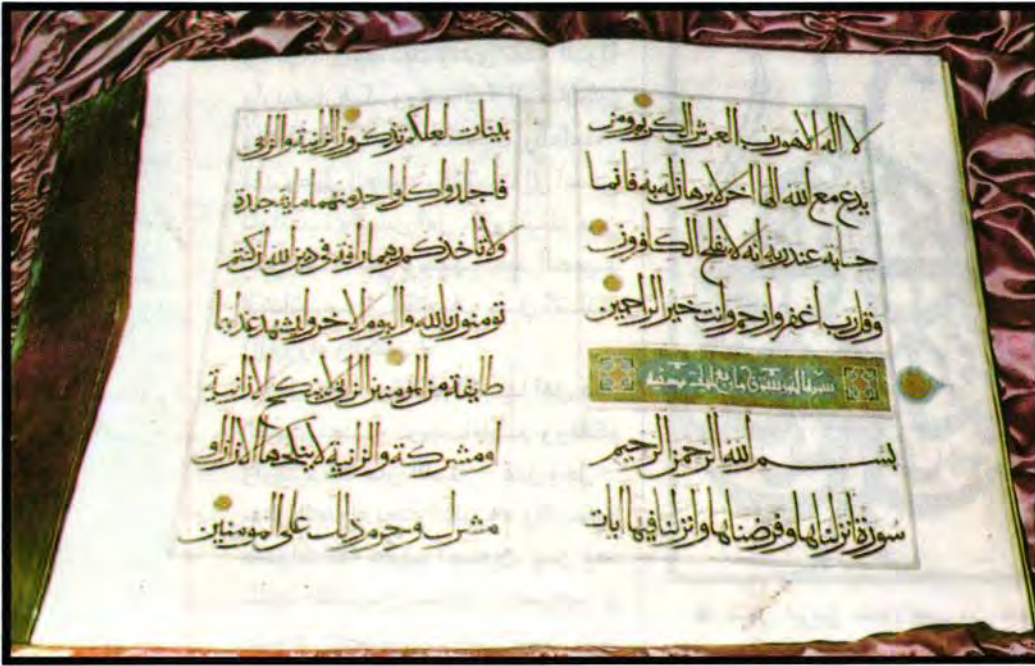 لا اله الا هو رب العرش الكريم ومن
يدع مع الله الها اخر لا برهان له به فانما
حسابه عند ربه انه لا يفلح الكافرون
وقل رب اغفر وارحم وانت خير الراحمين
سورة النور
بسم الله الرحمن الرحيم
سورة انزلناها وفرضناها وانزلنا فيها ايات
بينات لعلكم تذكرون الزانية والزاني
فاجلدوا كل واحد منهما ماية جلدة
ولا تاخذكم بهما رافة في دين الله ان كنتم
تومنون بالله واليوم الاخر وليشهد عذابهما
طايفة من المومنين الزاني لا ينكح الا زانية
او مشركة والزانية لا ينكحها الا زان او
مشرك وحرم ذلك على المومنين